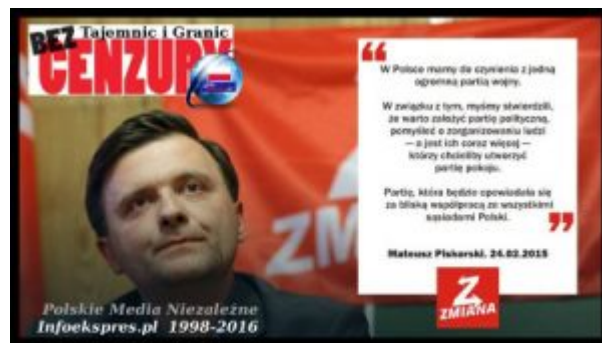 BEZ Tajemnic i Granic
CENZURY
W Polsce mamy do czynienia z jedną
ogromną partią wojny.
W związku z tym, myśmy stwierdzili,
że warto założyć partię polityczną,
pomyśleć o zorganizowaniu ludzi
— a jest ich coraz więcej —
którzy chcieliby utworzyć
partię pokoju.
Partię, która będzie opowiadała się
za bliską współpracą ze wszystkimi
sąsiadami Polski.
Mateusz Piskorski, 24.02.2015
ZM
Z
ZMIANA
Polskie Media Niezależne
Infoekspres.pl 1998-2016